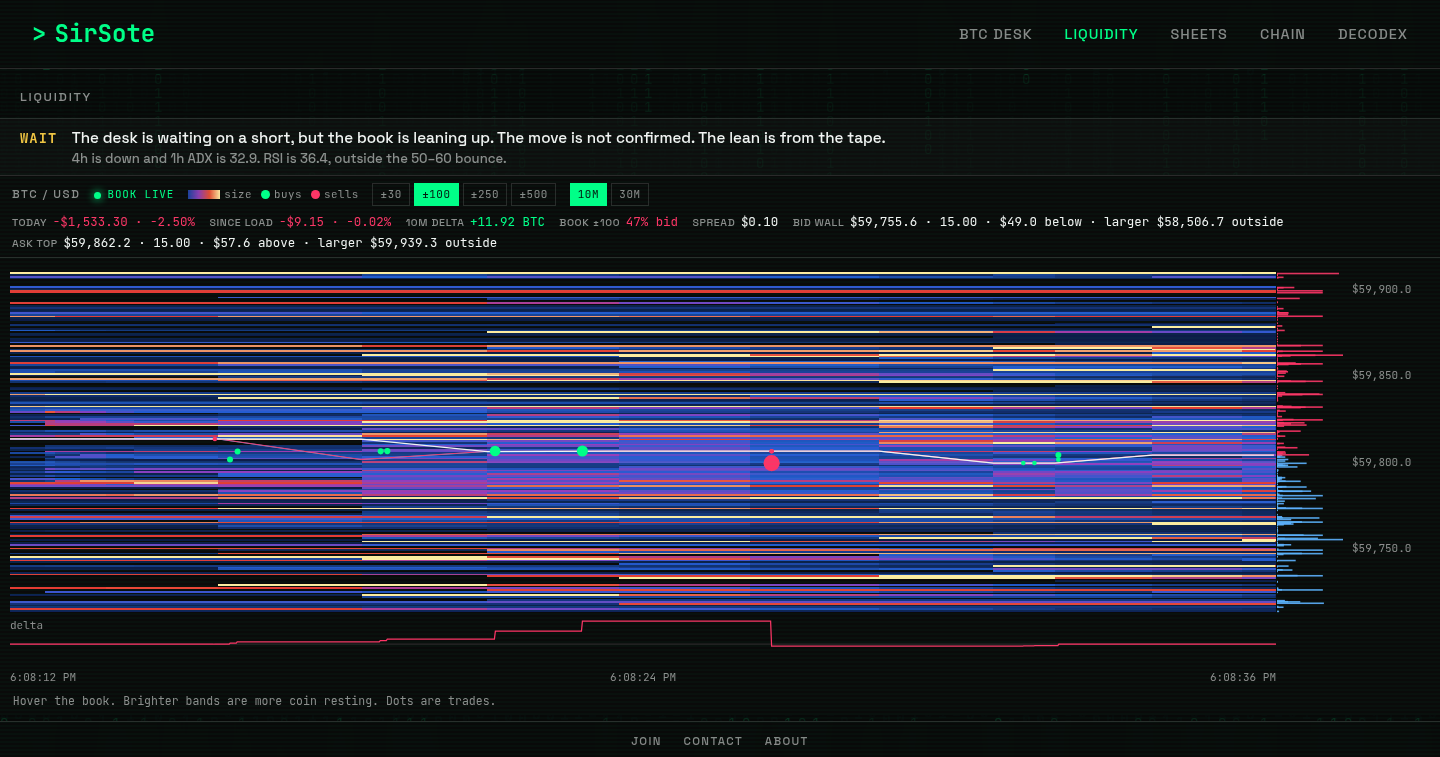 > SirSote
BTC DESK LIQUIDITY SHEETS CHAIN DECODEX
LIQUIDITY
WAIT The desk is waiting on a short, but the book is leaning up. The move is not confirmed. The lean is from the tape.
4h is down and 1h ADX is 32.9. RSI is 36.4, outside the 50–60 bounce.
BTC / USD BOOK LIVE size buys sells ±30 ±100 ±250 ±500 10M 30M
TODAY -$1,533.30 · -2.50% SINCE LOAD -$9.15 · -0.02% 10M DELTA +11.92 BTC BOOK ±100 47% bid SPREAD $0.10 BID WALL $59,755.6 · 15.00 · $49.0 below · larger $58,506.7 outside
ASK TOP $59,862.2 · 15.00 · $57.6 above · larger $59,939.3 outside
$59,900.0
$59,850.0
$59,800.0
$59,750.0
delta
6:08:12 PM 6:08:24 PM 6:08:36 PM
Hover the book. Brighter bands are more coin resting. Dots are trades.
JOIN CONTACT ABOUT